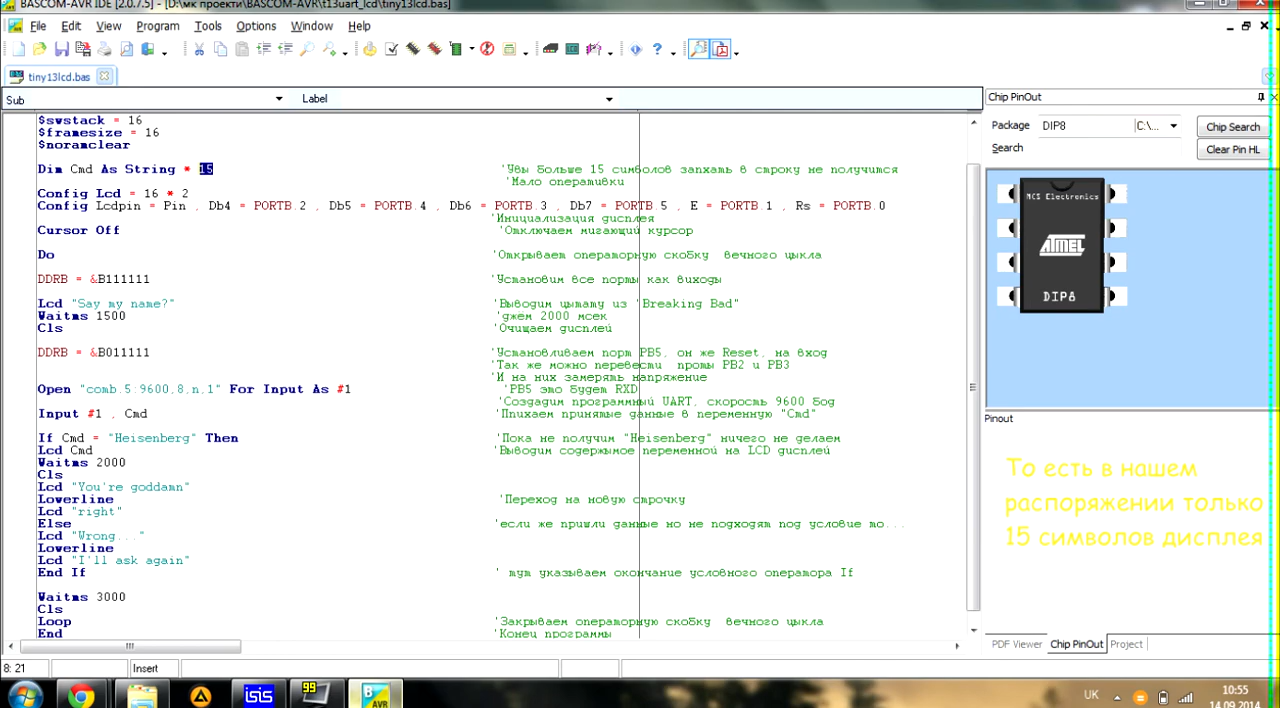 BASCOM-AVR IDE [2.0.7.5] - [D:\мк проекти\BASCOM-AVR\t13uart_lcd\tiny13lcd.bas]
File Edit View Program Tools Options Window Help
tiny13lcd.bas
Sub Label
$swstack = 16
$framesize = 16
$noramclear
Dim Cmd As String * 15 'Увы больше 15 символов запхать в строку не получится
'Мало оперативки
Config Lcd = 16 * 2
Config Lcdpin = Pin , Db4 = PORTB.2 , Db5 = PORTB.4 , Db6 = PORTB.3 , Db7 = PORTB.5 , E = PORTB.1 , Rs = PORTB.0
'Инициализация дисплея
Cursor Off 'Отключаем мигающий курсор
Do 'Открывает операторную скобку вечного цикла
DDRB = &B111111 'Установим все порты как виходы
Lcd "Say my name?" 'Выводим цытату из "Breaking Bad"
Waitms 1500 'джем 2000 мсек
Cls 'Очищаем дисплей
DDRB = &B011111 'Установливаем порт PB5, он же Reset, на вход
'Так же можно перевести проты PB2 и PB3
'И на них замерять напряжение
Open "comb.5:9600,8,n,1" For Input As #1 'PB5 это будет RXD
'Создадим программный UART, скорость 9600 бод
Input #1 , Cmd 'Ппихаем принятые данные в переменную "Cmd"
If Cmd = "Heisenberg" Then 'Пока не получим "Heisenberg" ничего не делаем
Lcd Cmd 'Выводим содержымое переменной на LCD дисплей
Waitms 2000
Cls
Lcd "You're goddamn"
Lowerline 'Переход на новую строчку
Lcd "right"
Else 'если же пришли данные но не подходят под условие то...
Lcd "Wrong..."
Lowerline
Lcd "I'll ask again"
End If ' тут указываем окончание условного оператора If
Waitms 3000
Cls
Loop 'Закрываем операторную скобку вечного цикла
End 'Конец программы
Chip PinOut
Package DIP8 C:\... Chip Search
Search Clear Pin HL
MCS Electronics
ATMEL
DIP8
Pinout
То есть в нашем
распоряжении только
15 символов дисплея
PDF Viewer Chip PinOut Project
8: 21 Insert
isis 99 B AVR UK 10:55
14.09.2014